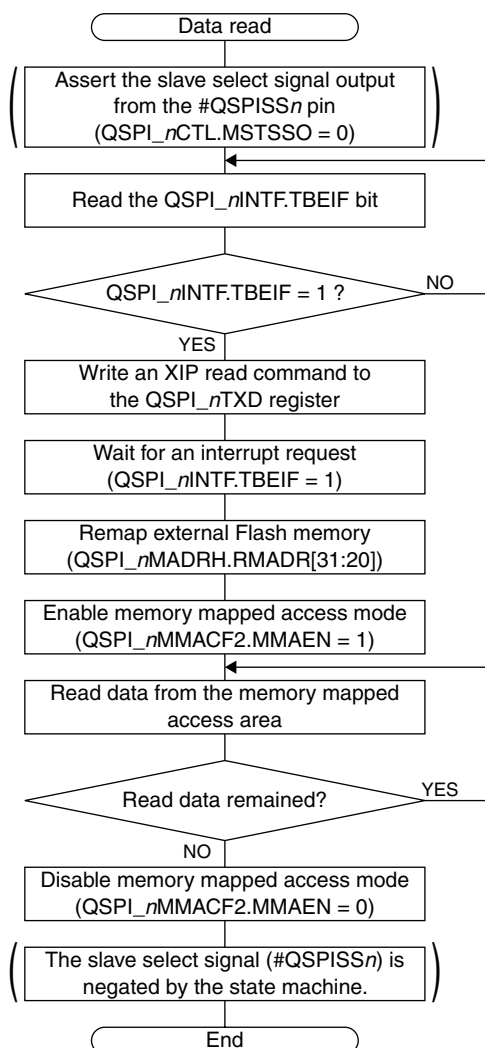 Data read
Assert the slave select signal output
from the #QSPISSn pin
(QSPI_nCTL.MSTSSO = 0)
Read the QSPI_nINTF.TBEIF bit
QSPI_nINTF.TBEIF = 1 ?
NO
YES
Write an XIP read command to
the QSPI_nTXD register
Wait for an interrupt request
(QSPI_nINTF.TBEIF = 1)
Remap external Flash memory
(QSPI_nMADRH.RMADR[31:20])
Enable memory mapped access mode
(QSPI_nMMACF2.MMAEN = 1)
Read data from the memory mapped
access area
Read data remained?
YES
NO
Disable memory mapped access mode
(QSPI_nMMACF2.MMAEN = 0)
The slave select signal (#QSPISSn) is
negated by the state machine.
End